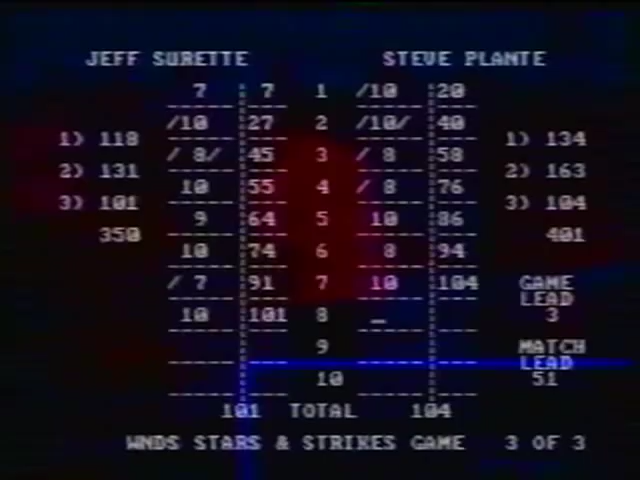 JEFF SURETTE STEVE PLANTE
7 7 1 /10 20
/10 27 2 /10/ 40
1) 118 / 8/ 45 3 / 8 58 1) 134
2) 131 10 55 4 / 8 76 2) 163
3) 101 9 64 5 10 86 3) 104
350 10 74 6 8 94 401
/ 7 91 7 10 104 GAME
LEAD
10 101 8 _ 3
9 MATCH
LEAD
10 51
101 TOTAL 104
WNDS STARS & STRIKES GAME 3 OF 3